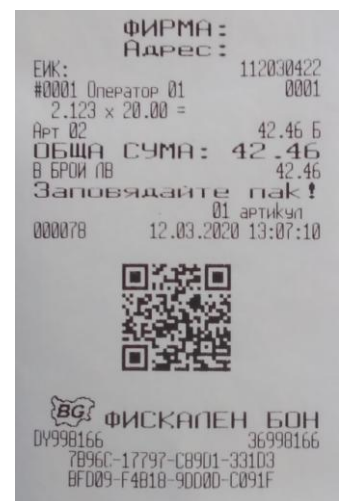 ФИРМА:
Адрес:
ЕИК: 112030422
#0001 Оператор 01 0001
2.123 x 20.00 =
Арт 02 42.46 Б
ОБЩА СУМА: 42.46
В БРОЙ ЛВ 42.46
Заповядайте пак!
01 артикул
000078 12.03.2020 13:07:10
BG ФИСКАЛЕН БОН
DY998166 36998166
7B96C-17797-C89D1-331D3
BFD09-F4B18-9DD0D-C091F